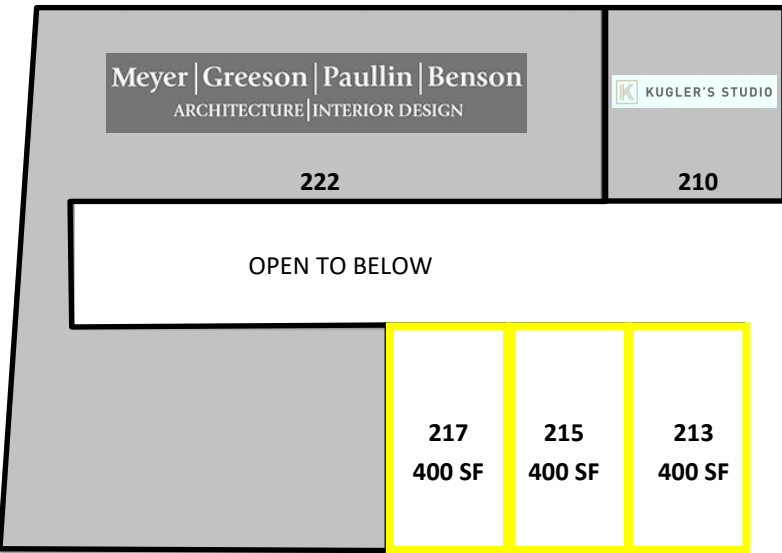 Meyer|Greeson|Paullin|Benson
ARCHITECTURE|INTERIOR DESIGN
K KUGLER'S STUDIO
222
210
OPEN TO BELOW
217
400 SF
215
400 SF
213
400 SF